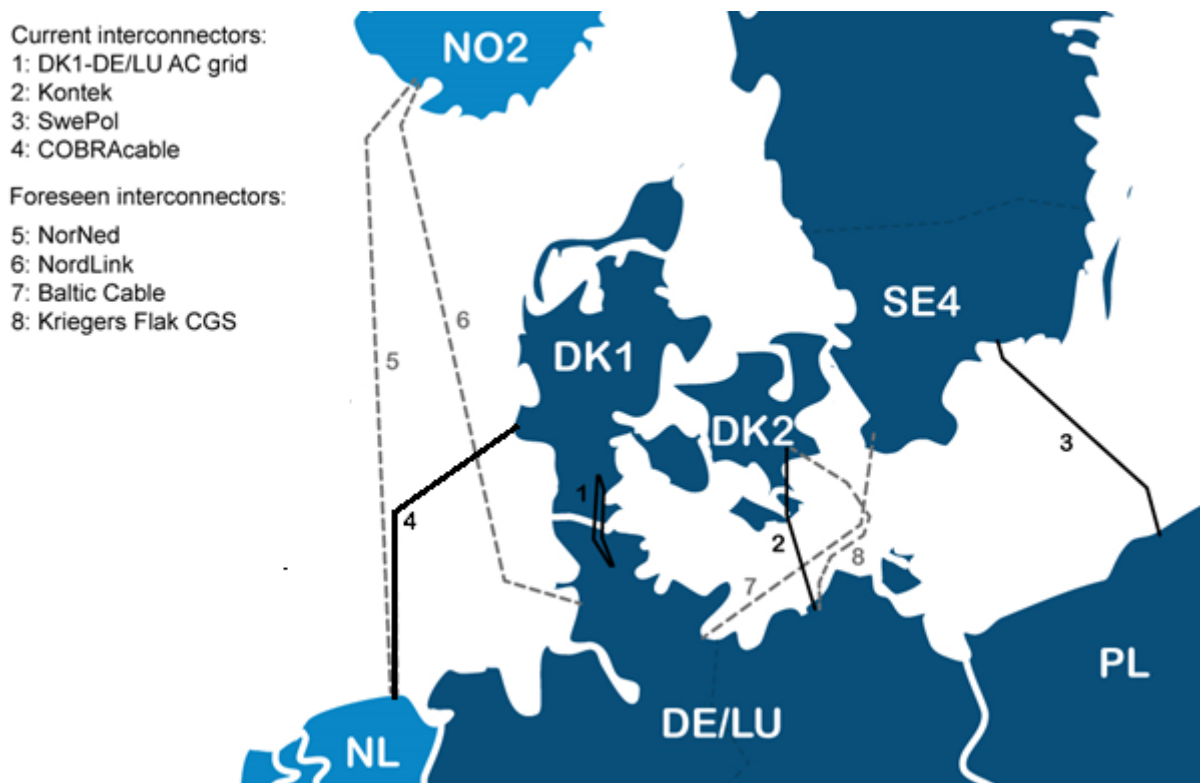 Current interconnectors:
1: DK1-DE/LU AC grid
2: Kontek
3: SwePol
4: COBRAcable
Foreseen interconnectors:
5: NorNed
6: NordLink
7: Baltic Cable
8: Kriegers Flak CGS
NO2
SE4
6
5
DK1
DK2
3
1
4
2
8
7
PL
DE/LU
NL